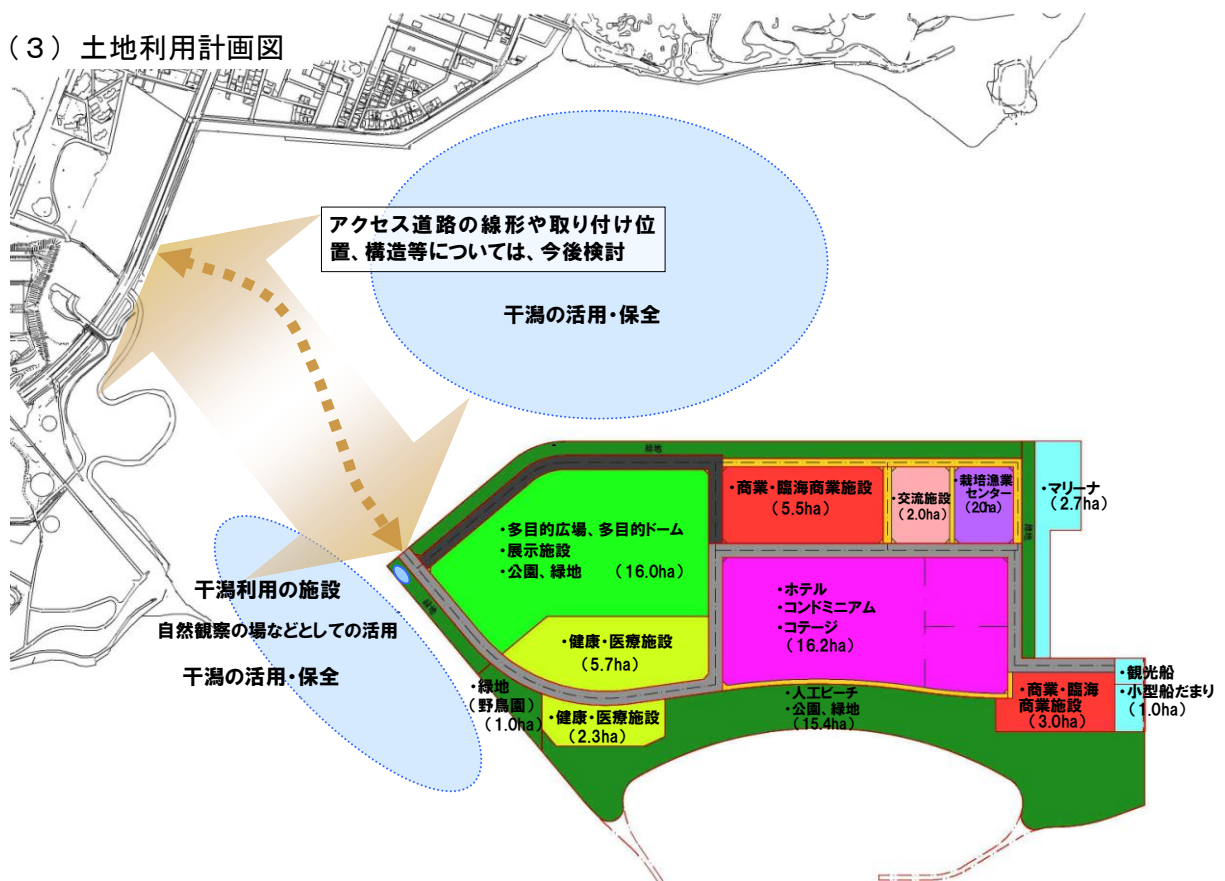 （３）土地利用計画図
アクセス道路の線形や取り付け位
置、構造等については、今後検討
干潟の活用・保全
緑地
・商業・臨海商業施設
（5.5ha）
・交流施設
（2.0ha）
・栽培漁業
センター
（2.0ha）
・マリーナ
（2.7ha）
緑地
・多目的広場、多目的ドーム
・展示施設
・公園、緑地　（16.0ha）
・ホテル
・コンドミニアム
・コテージ
（16.2ha）
干潟利用の施設
自然観察の場などとしての活用
干潟の活用・保全
緑地
・健康・医療施設
（5.7ha）
・緑地
（野鳥園）
（1.0ha）
・健康・医療施設
（2.3ha）
・人工ビーチ
・公園、緑地
（15.4ha）
・商業・臨海
商業施設
（3.0ha）
・観光船
・小型船だまり
（1.0ha）